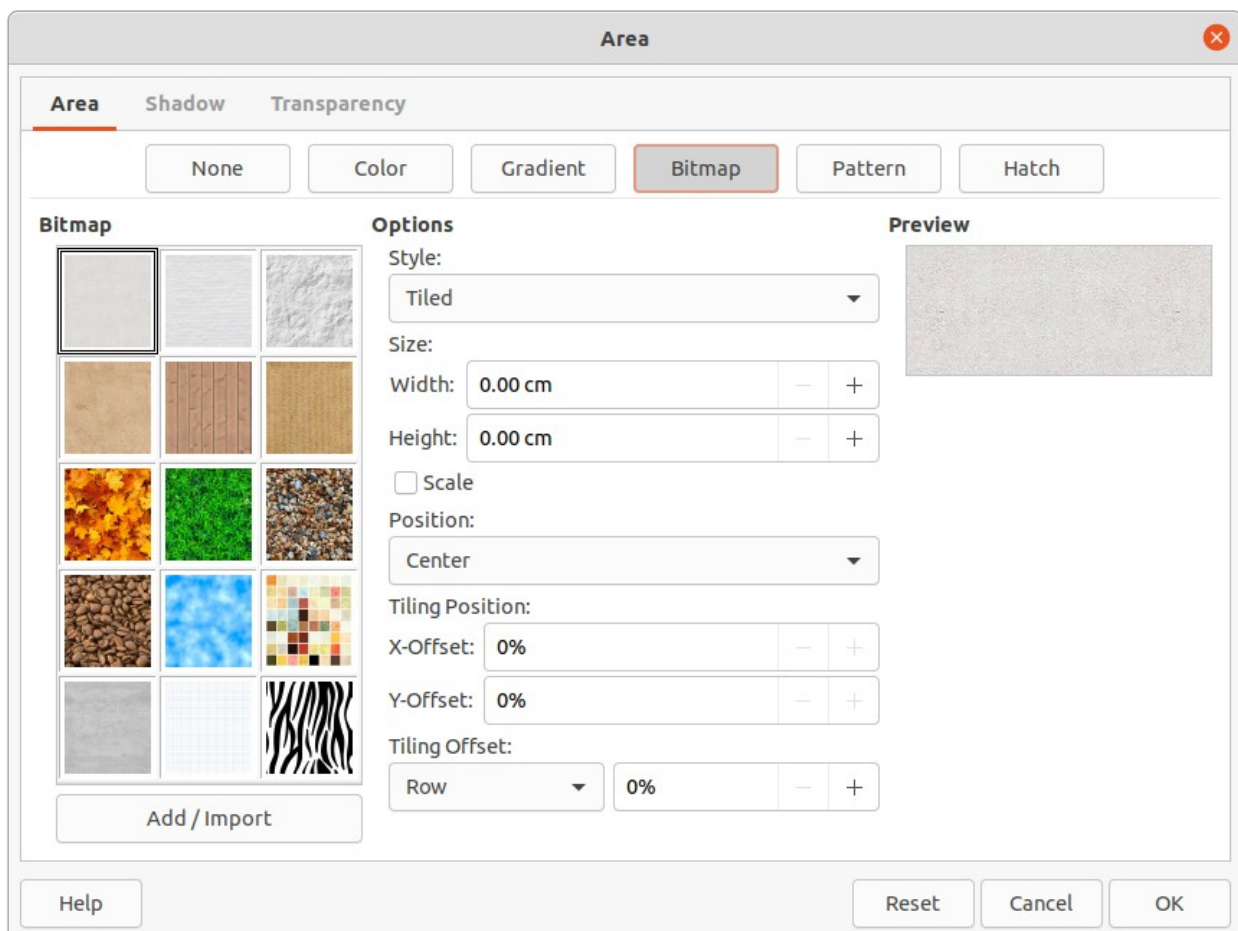 Area
Area Shadow Transparency
None Color Gradient Bitmap Pattern Hatch
Bitmap
Add / Import
Options
Style:
Tiled
Size:
Width: 0.00 cm
Height: 0.00 cm
Scale
Position:
Center
Tiling Position:
X-Offset: 0%
Y-Offset: 0%
Tiling Offset:
Row 0%
Preview
Help Reset Cancel OK